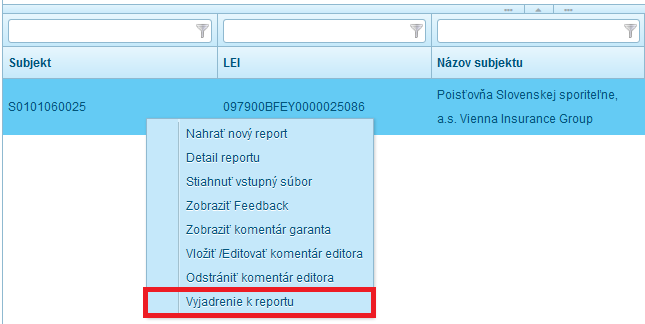 Subjekt
LEI
Názov subjektu
S0101060025
097900BFEY0000025086
Poisťovňa Slovenskej sporiteľne,
a.s. Vienna Insurance Group
Nahrať nový report
Detail reportu
Stiahnuť vstupný súbor
Zobraziť Feedback
Zobraziť komentár garanta
Vložiť /Editovať komentár editora
Odstrániť komentár editora
Vyjadrenie k reportu